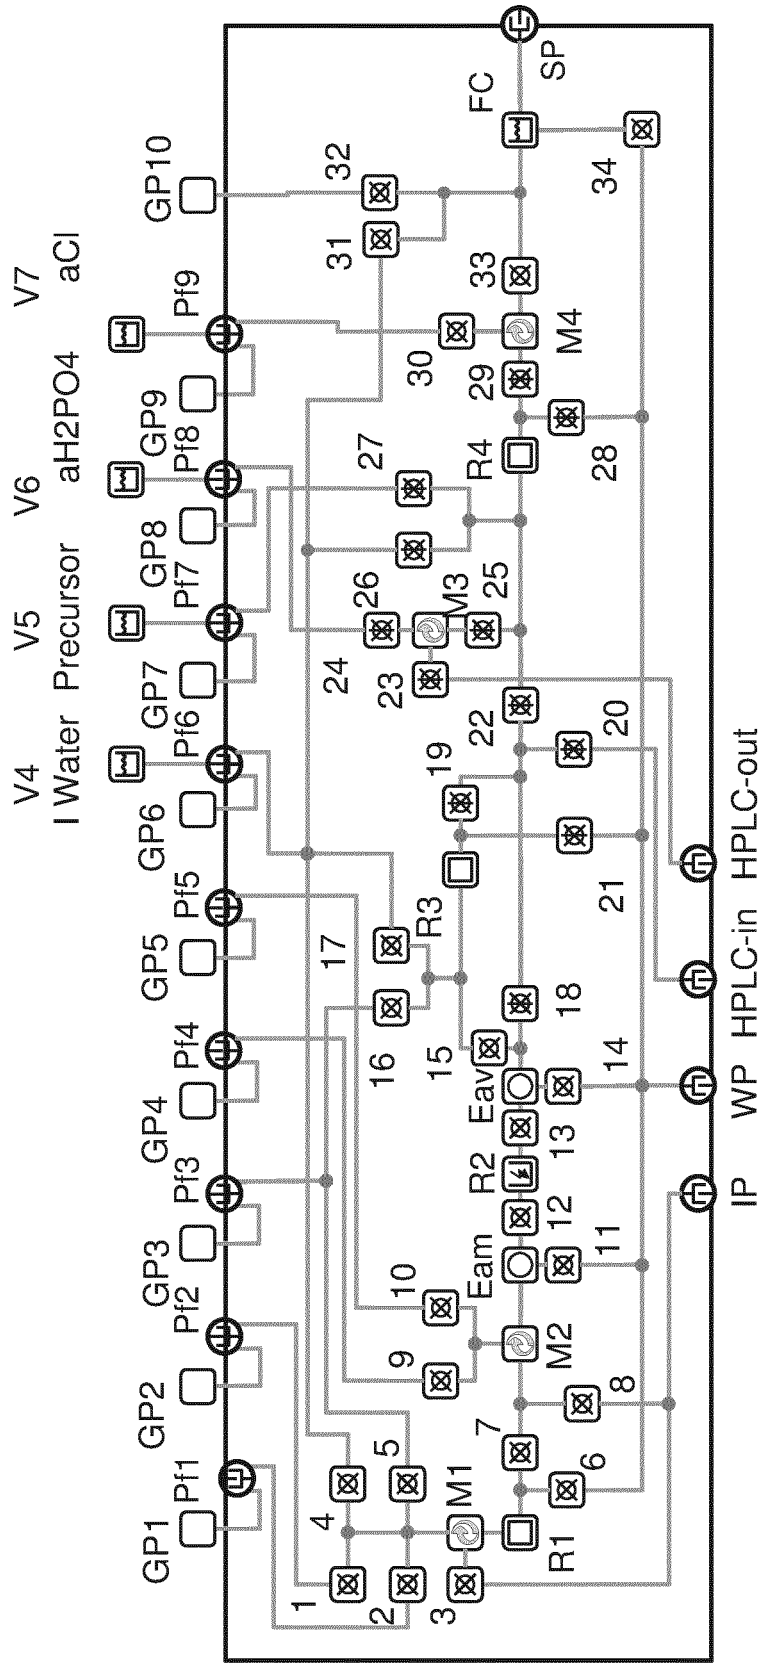 V4 V5 V6 V7
I Water Precursor aH2PO4 aCl
GP1 GP2 GP3 GP4 GP5 GP6 GP7 GP8 GP9 GP10
Pf1 Pf2 Pf3 Pf4 Pf5 Pf6 Pf7 Pf8 Pf9
1
2
3
4
5
M1
R1
6
7
8
9
10
M2
Eam
11
12
R2
13
Eav
14
15
16
17
R3
18
19
20
21
22
23
24
M3
25
26
27
R4
28
29
30
M4
31
32
33
34
FC
SP
IP WP HPLC-in HPLC-out